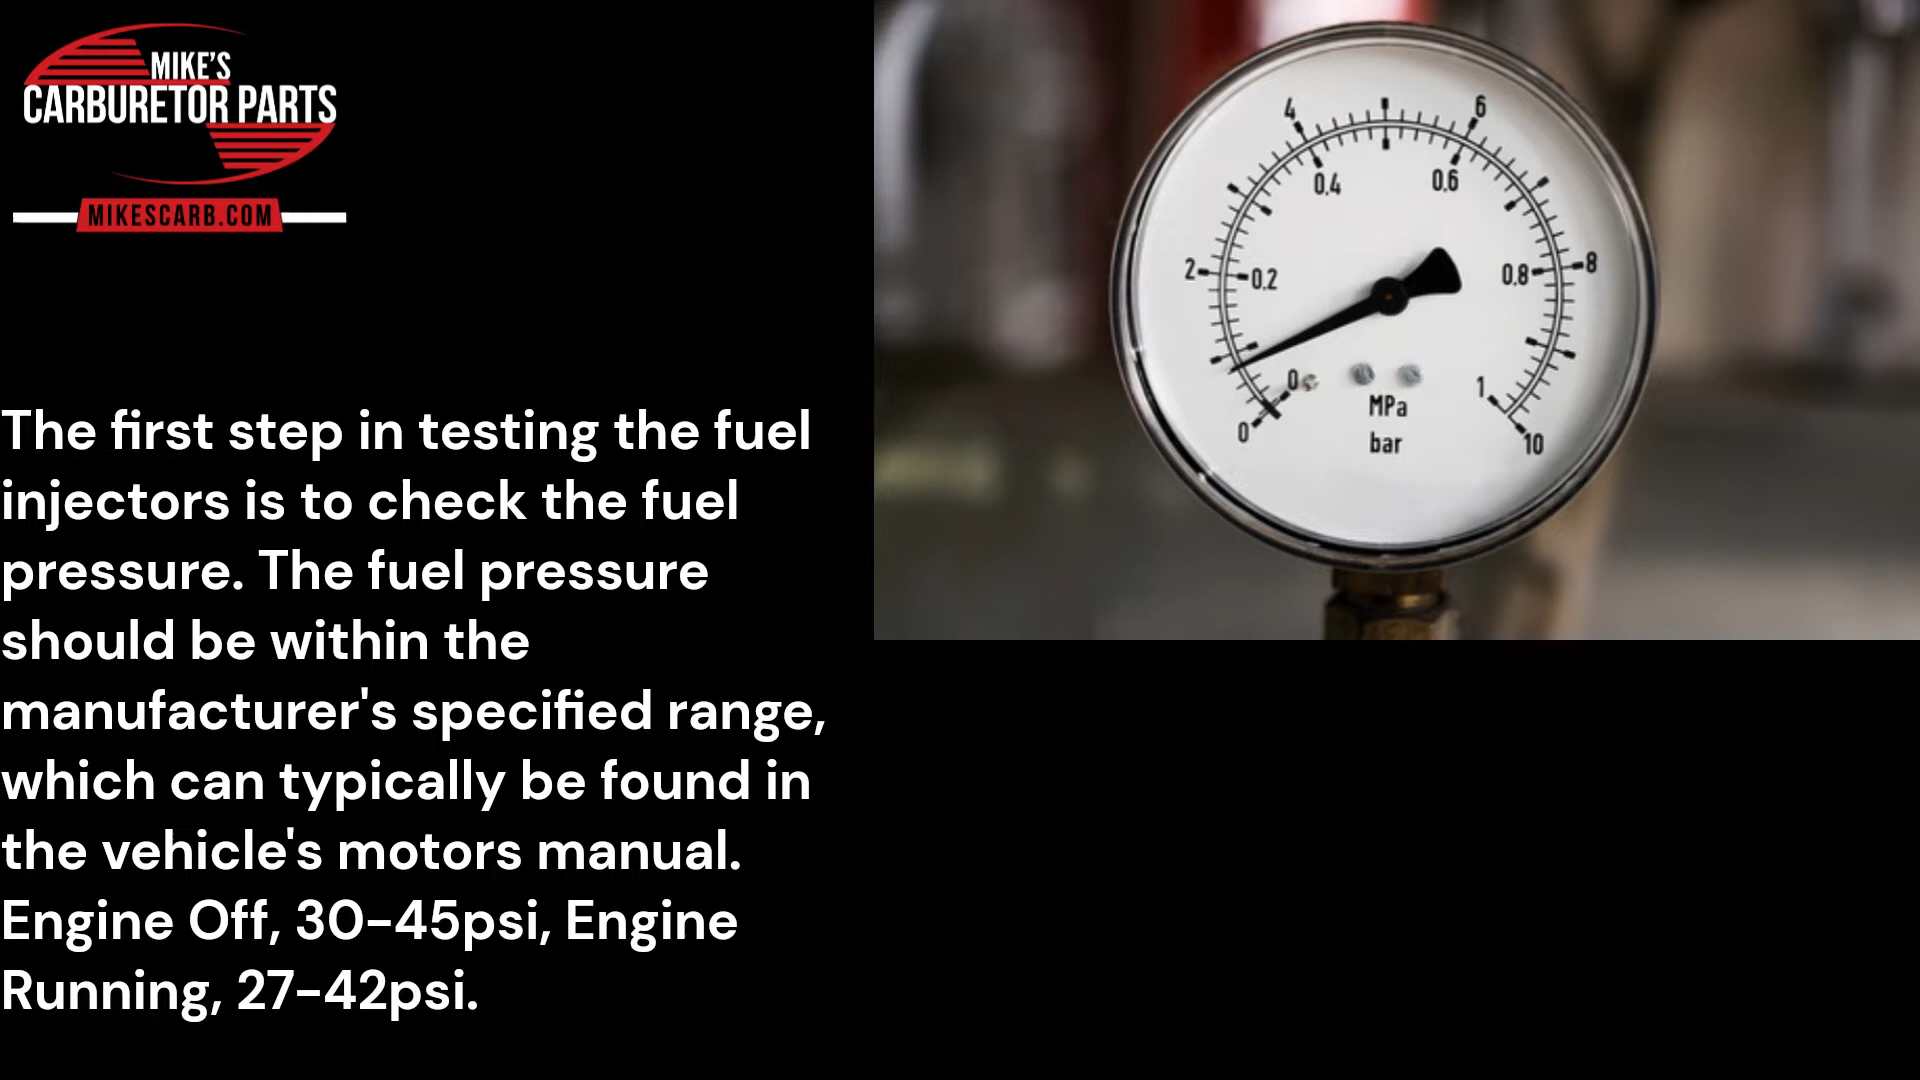 MIKE'S
CARBURETOR PARTS
MIKESCARB.COM
The first step in testing the fuel
injectors is to check the fuel
pressure. The fuel pressure
should be within the
manufacturer's specified range,
which can typically be found in
the vehicle's motors manual.
Engine Off, 30-45psi, Engine
Running, 27-42psi.
4
6
0,4
0,6
2
0,2
0,8
8
0
1
0
10
MPa
bar